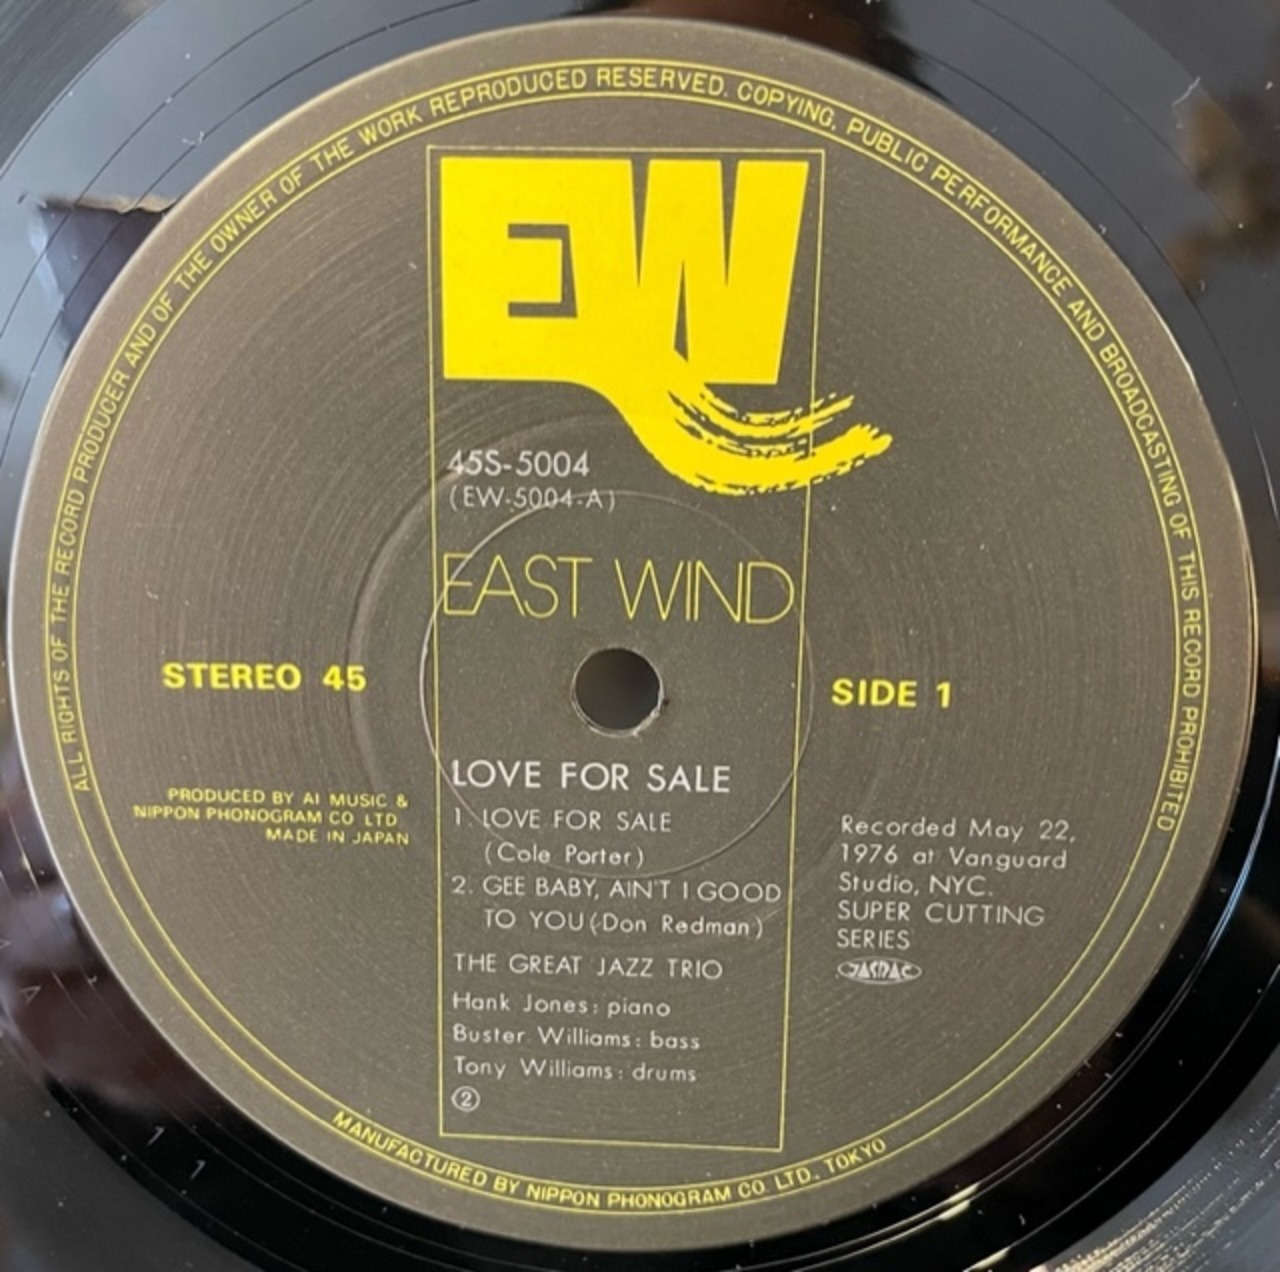 ALL RIGHTS OF THE RECORD PRODUCER AND OF THE OWNER OF THE WORK REPRODUCED RESERVED. COPYING. PUBLIC PERFORMANCE AND BROADCASTING OF THIS RECORD PROHIBITED
EW
45S-5004
(EW-5004-A)
EAST WIND
STEREO 45
SIDE 1
PRODUCED BY AI MUSIC &
NIPPON PHONOGRAM CO LTD
MADE IN JAPAN
LOVE FOR SALE
1. LOVE FOR SALE
(Cole Porter)
2. GEE BABY, AIN'T I GOOD
TO YOU (Don Redman)
THE GREAT JAZZ TRIO
Hank Jones: piano
Buster Williams: bass
Tony Williams: drums
②
Recorded May 22,
1976 at Vanguard
Studio, NYC.
SUPER CUTTING
SERIES
JASRAC
MANUFACTURED BY NIPPON PHONOGRAM CO. LTD. TOKYO